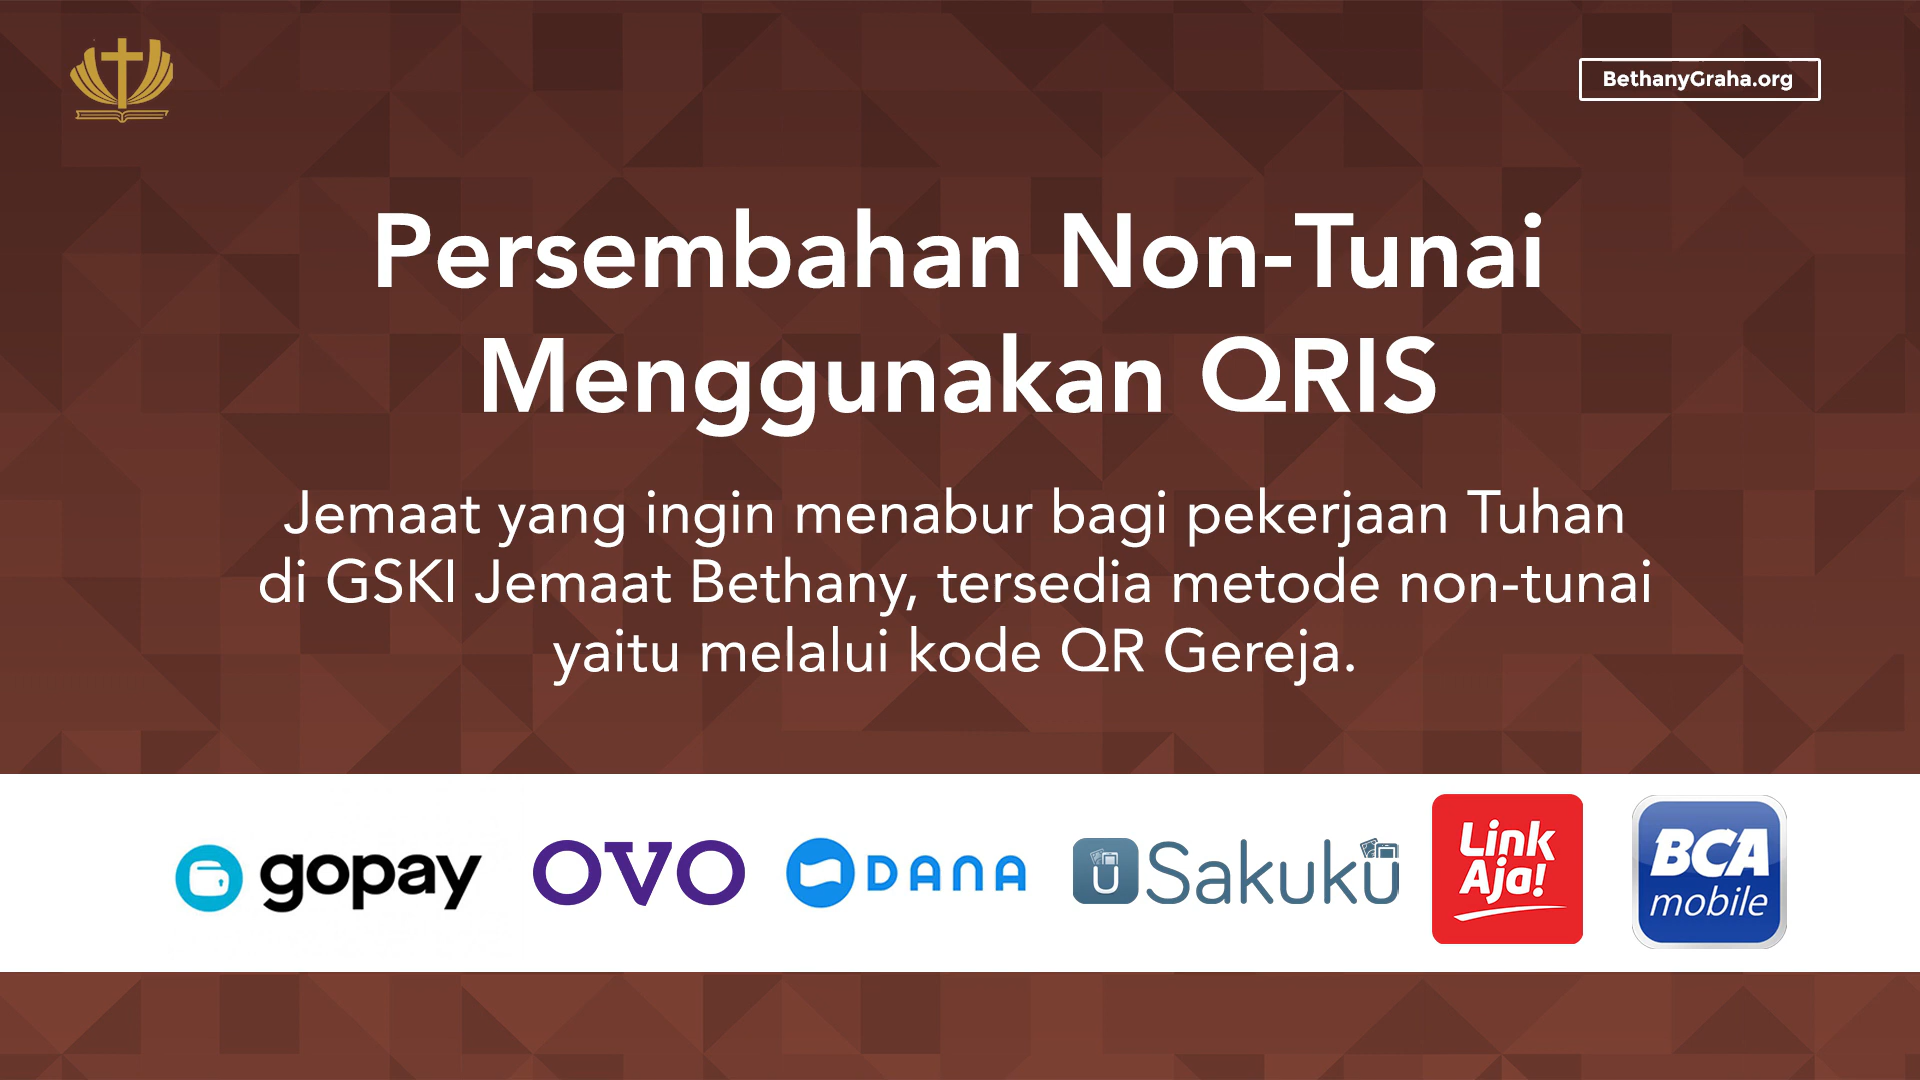 BethanyGraha.org
Persembahan Non-Tunai
Menggunakan QRIS
Jemaat yang ingin menabur bagi pekerjaan Tuhan
di GSKI Jemaat Bethany, tersedia metode non-tunai
yaitu melalui kode QR Gereja.
gopay
OVO
DANA
U Sakuku
Link
Aja!
BCA
mobile